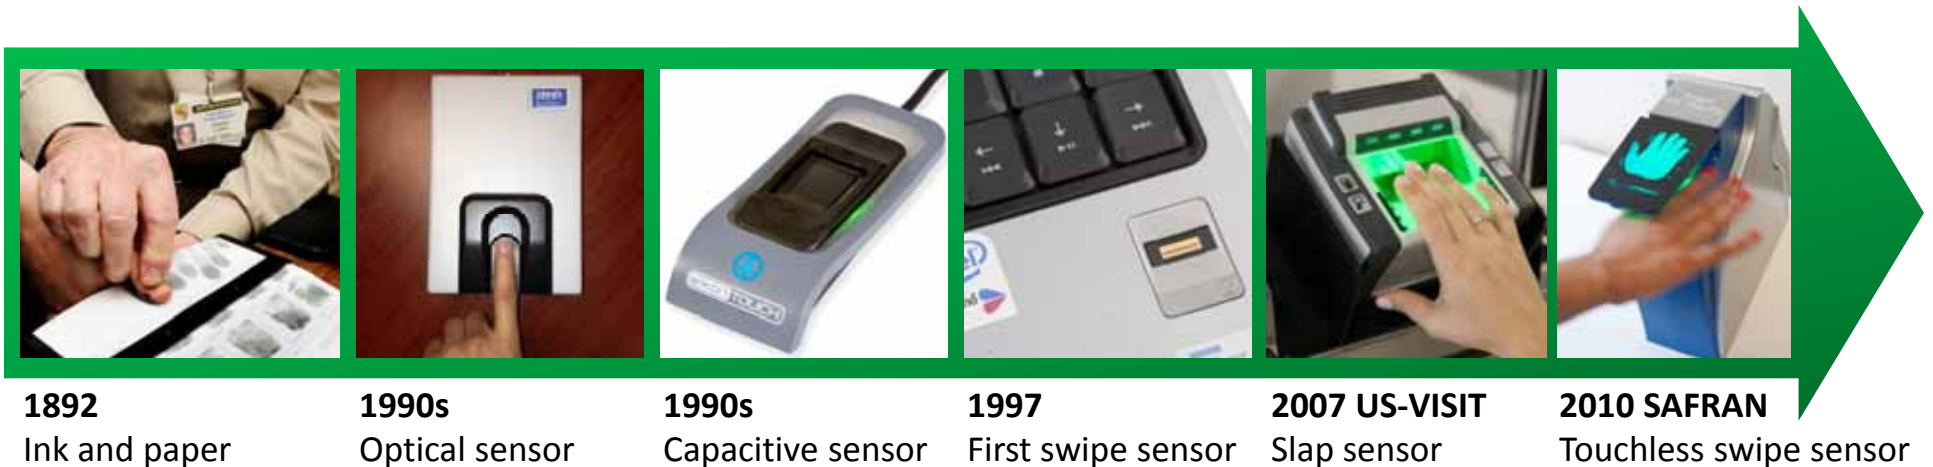 1892
Ink and paper
1990s
Optical sensor
1990s
Capacitive sensor
1997
First swipe sensor
2007 US-VISIT
Slap sensor
2010 SAFRAN
Touchless swipe sensor